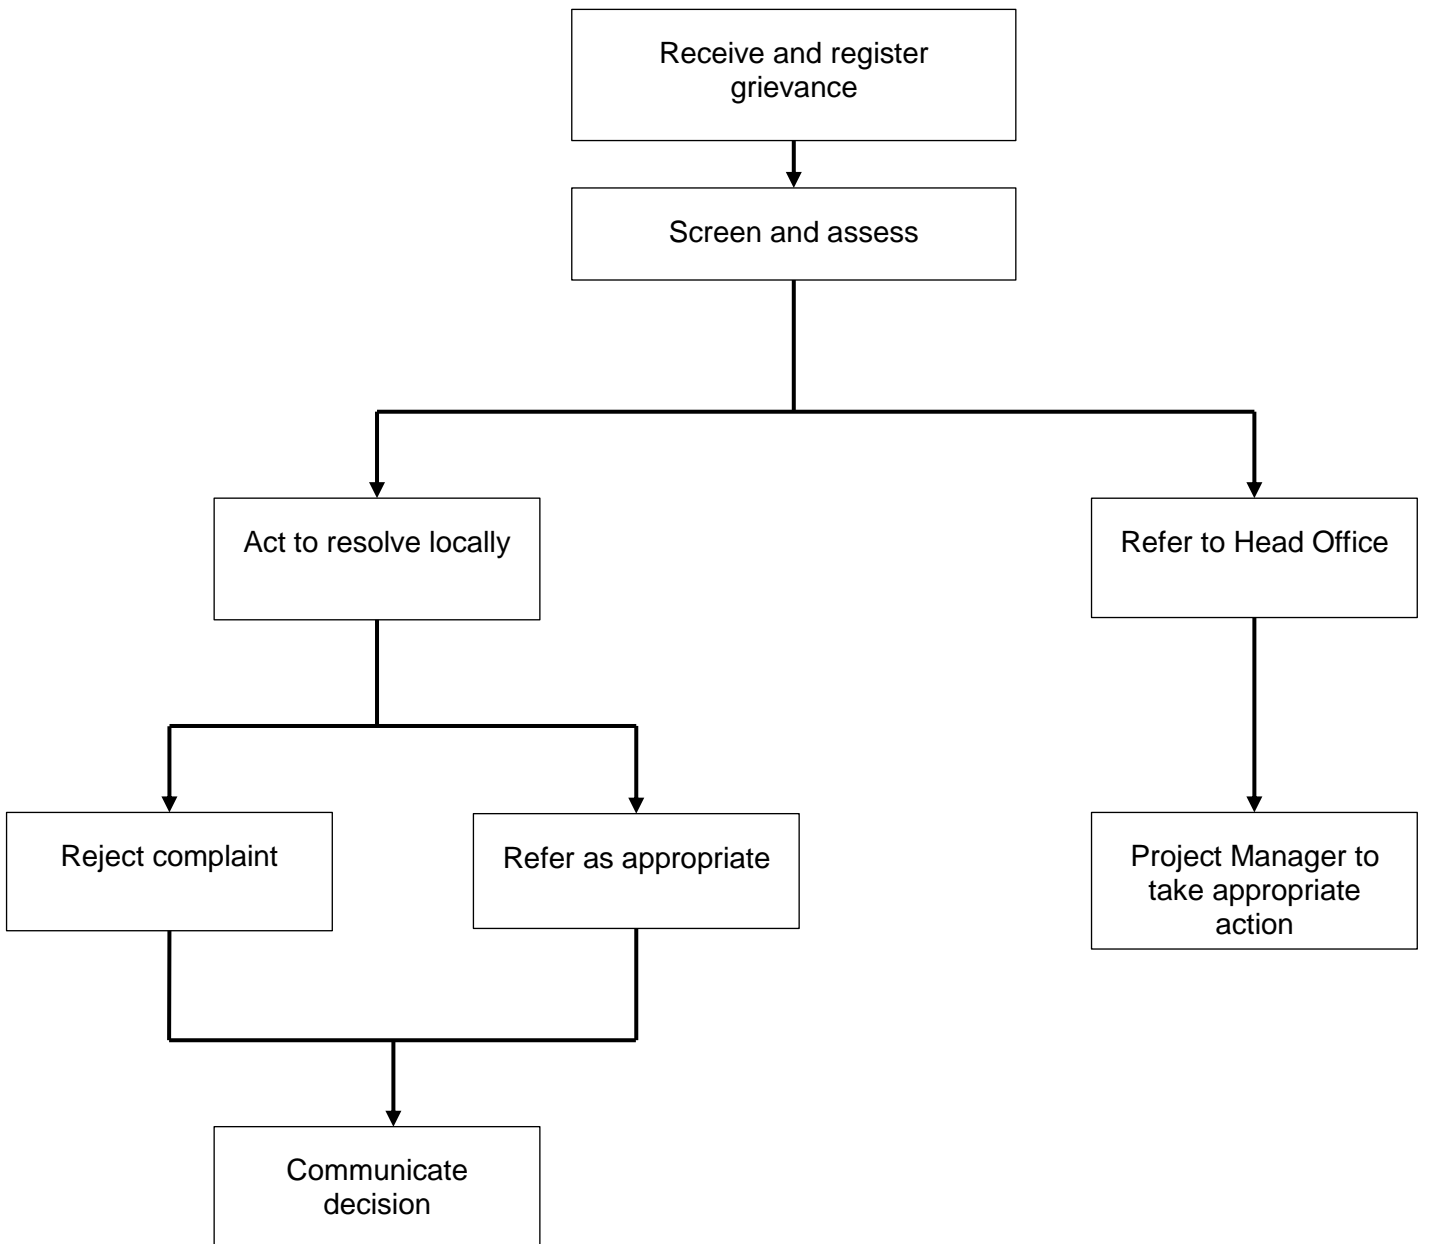 Receive and register
grievance
Screen and assess
Act to resolve locally
Refer to Head Office
Reject complaint
Refer as appropriate
Project Manager to
take appropriate
action
Communicate
decision